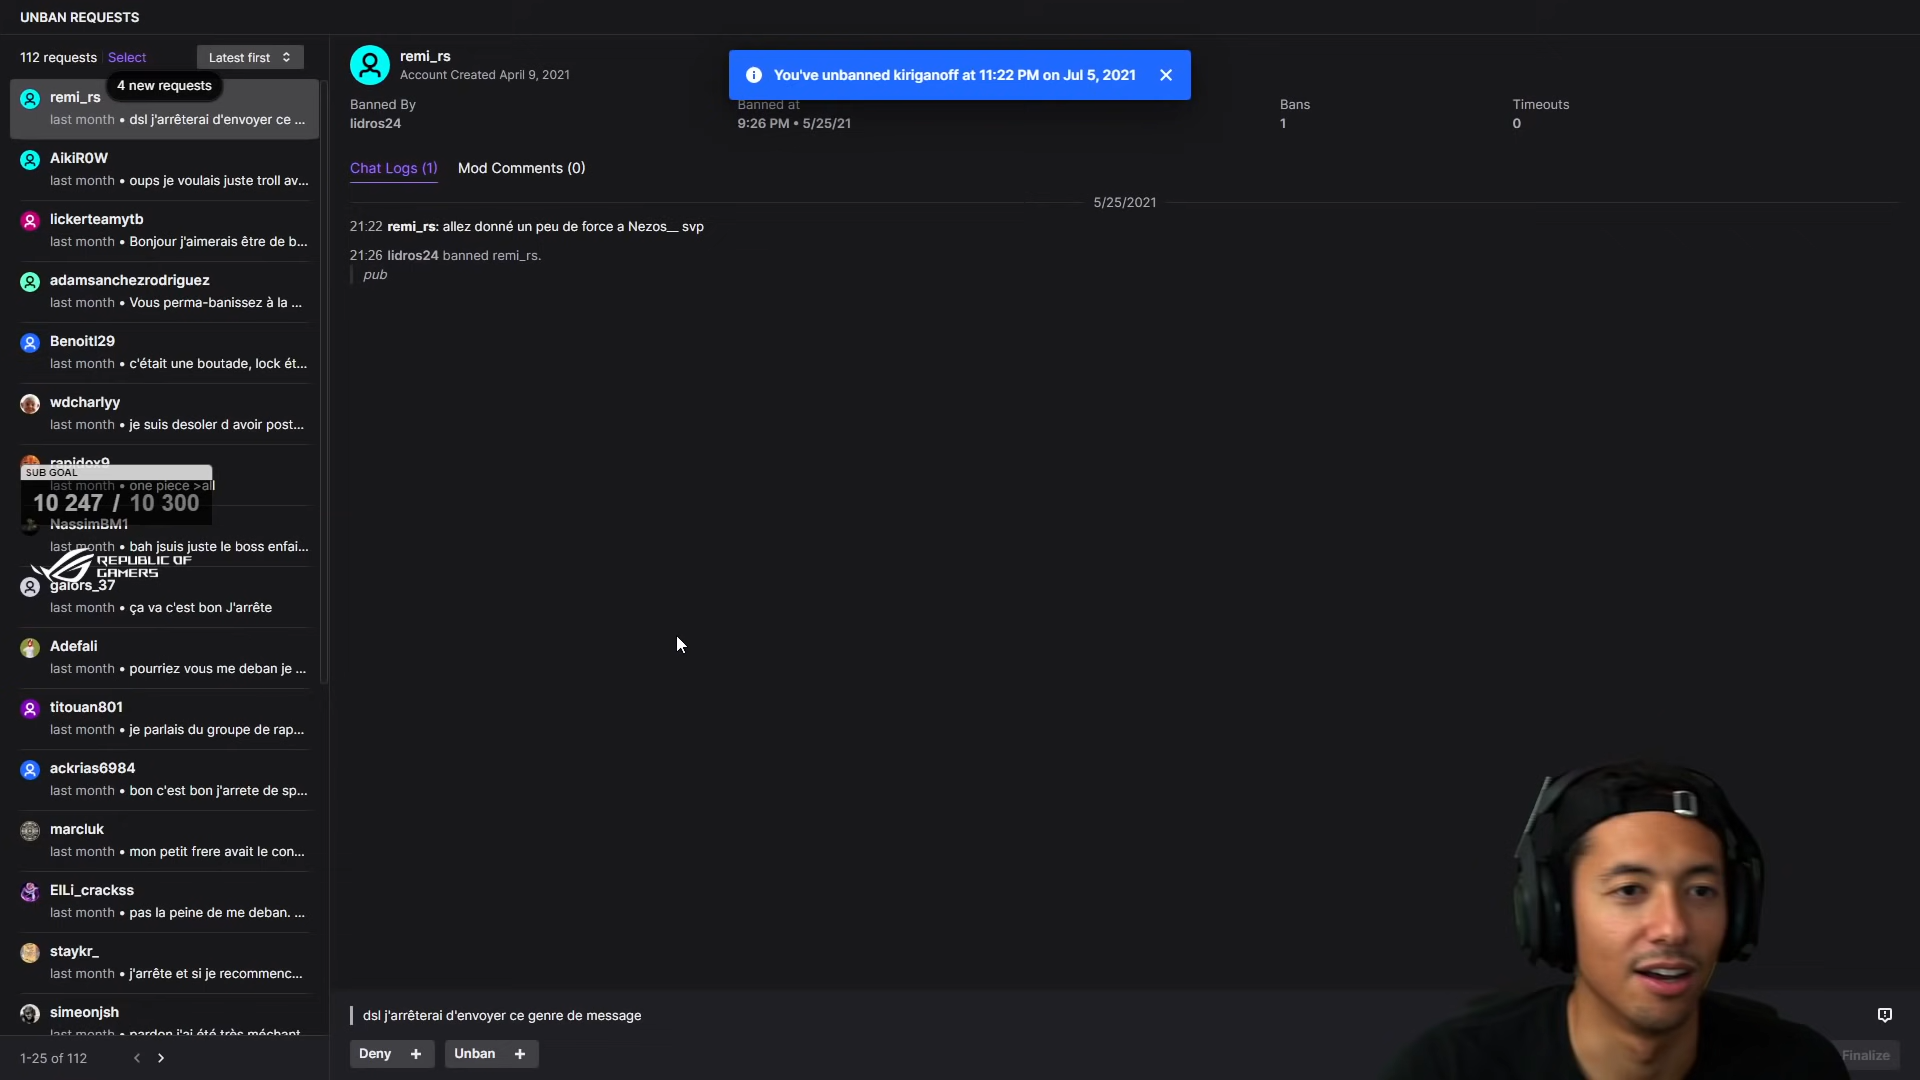 UNBAN REQUESTS
112 requests Select Latest first
4 new requests
remi_rs
last month • dsl j'arrêterai d'envoyer ce ...
AikiR0W
last month • oups je voulais juste troll av...
lickerteamytb
last month • Bonjour j'aimerais être de b...
adamsanchezrodriguez
last month • Vous perma-banissez à la ...
Benoitl29
last month • c'était une boutade, lock ét...
wdcharlyy
last month • je suis desoler d avoir post...
rapidox9
SUB GOAL
last month • one piece >all
10 247 / 10 300
NassimBM1
last month • bah jsuis juste le boss enfai...
REPUBLIC OF
GAMERS
galors_37
last month • ça va c'est bon J'arrête
Adefali
last month • pourriez vous me deban je ...
titouan801
last month • je parlais du groupe de rap...
ackrias6984
last month • bon c'est bon j'arrete de sp...
marcluk
last month • mon petit frere avait le con...
ElLi_crackss
last month • pas la peine de me deban. ...
staykr_
last month • j'arrête et si je recommenc...
simeonjsh
last month • pardon j'ai été très méchant
1-25 of 112
remi_rs
Account Created April 9, 2021
You've unbanned kiriganoff at 11:22 PM on Jul 5, 2021
Banned By
lidros24
Banned at
9:26 PM • 5/25/21
Bans
1
Timeouts
0
Chat Logs (1) Mod Comments (0)
5/25/2021
21:22 remi_rs: allez donné un peu de force a Nezos__ svp
21:26 lidros24 banned remi_rs.
pub
dsl j'arrêterai d'envoyer ce genre de message
Deny + Unban +
Finalize